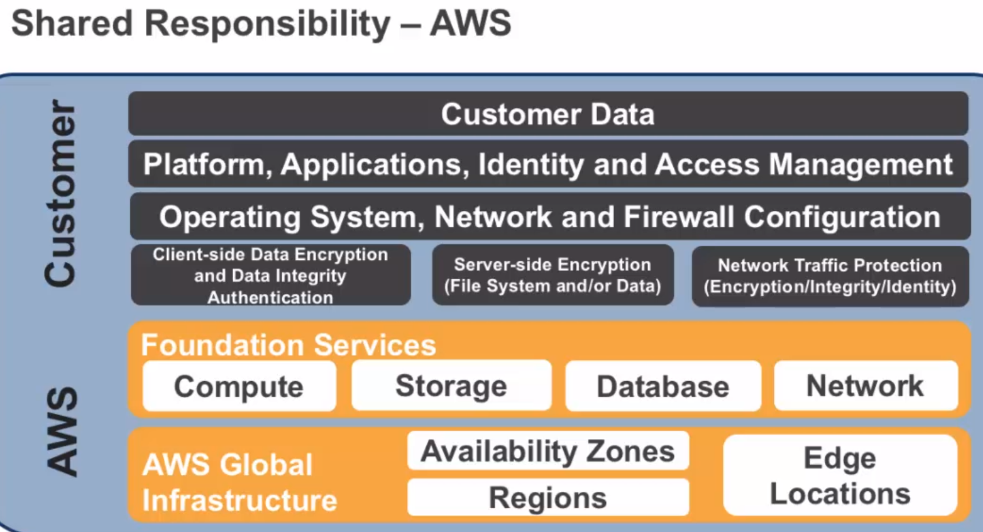 Shared Responsibility – AWS
Customer
Customer Data
Platform, Applications, Identity and Access Management
Operating System, Network and Firewall Configuration
Client-side Data Encryption
and Data Integrity
Authentication
Server-side Encryption
(File System and/or Data)
Network Traffic Protection
(Encryption/Integrity/Identity)
AWS
Foundation Services
Compute
Storage
Database
Network
AWS Global
Infrastructure
Availability Zones
Regions
Edge
Locations